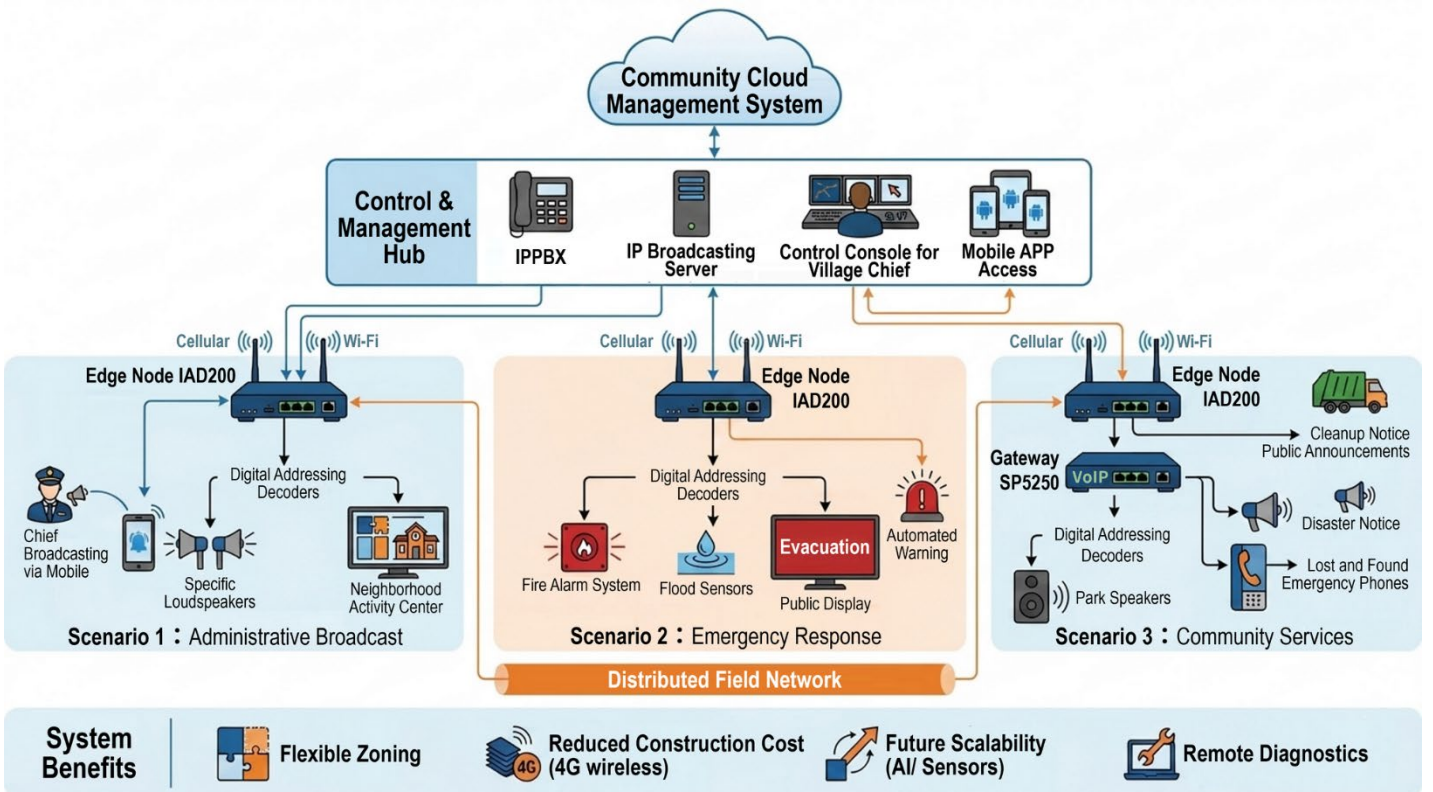 Community Cloud
Management System
Control &
Management
Hub
IPPBX
IP Broadcasting
Server
Control Console for
Village Chief
Mobile APP
Access
Cellular
Wi-Fi
Edge Node IAD200
Chief
Broadcasting
via Mobile
Digital Addressing
Decoders
Specific
Loudspeakers
Neighborhood
Activity Center
Scenario 1：Administrative Broadcast
Cellular
Wi-Fi
Edge Node
IAD200
Digital Addressing
Decoders
Fire Alarm System
Flood Sensors
Evacuation
Public Display
Automated
Warning
Scenario 2：Emergency Response
Cellular
Wi-Fi
Edge Node
IAD200
Cleanup Notice
Public Announcements
Gateway
SP5250
VoIP
Disaster Notice
Digital Addressing
Decoders
Park Speakers
Lost and Found
Emergency Phones
Scenario 3：Community Services
Distributed Field Network
System
Benefits
Flexible Zoning
4G
Reduced Construction Cost
(4G wireless)
Future Scalability
(AI/ Sensors)
Remote Diagnostics